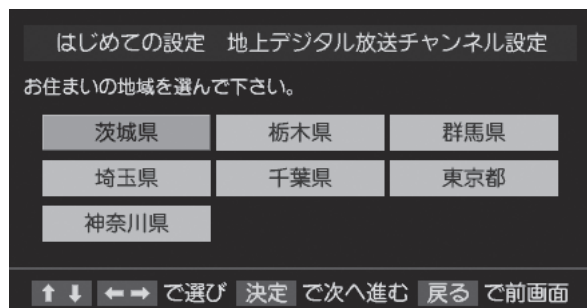 はじめての設定　地上デジタル放送チャンネル設定
お住まいの地域を選んで下さい。
茨城県　栃木県　群馬県
埼玉県　千葉県　東京都
神奈川県
⬆⬇ ⬅➡ で選び 決定 で次へ進む 戻る で前画面